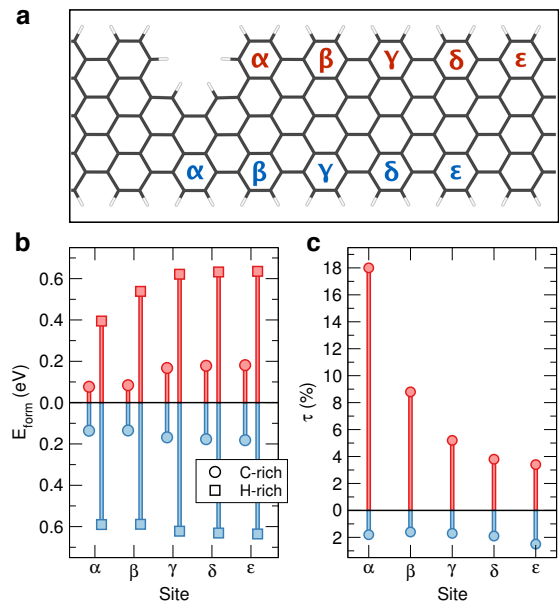 a
α β γ δ ε
α β γ δ ε
b
0.6
0.4
0.2
0.0
0.2
0.4
0.6
E_form (eV)
C-rich
H-rich
α β γ δ ε
Site
c
18
16
14
12
10
8
6
4
2
0
2
τ (%)
α β γ δ ε
Site